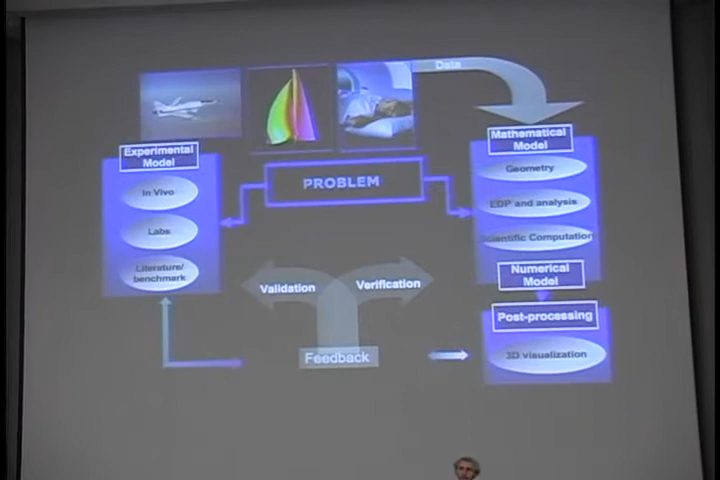 Data
Mathematical
Model
Experimental
Model
Geometry
PROBLEM
In Vivo
EDP and analysis
Labs
Scientific Computation
Literature/
benchmark
Numerical
Model
Validation
Verification
Post-processing
Feedback
3D visualization